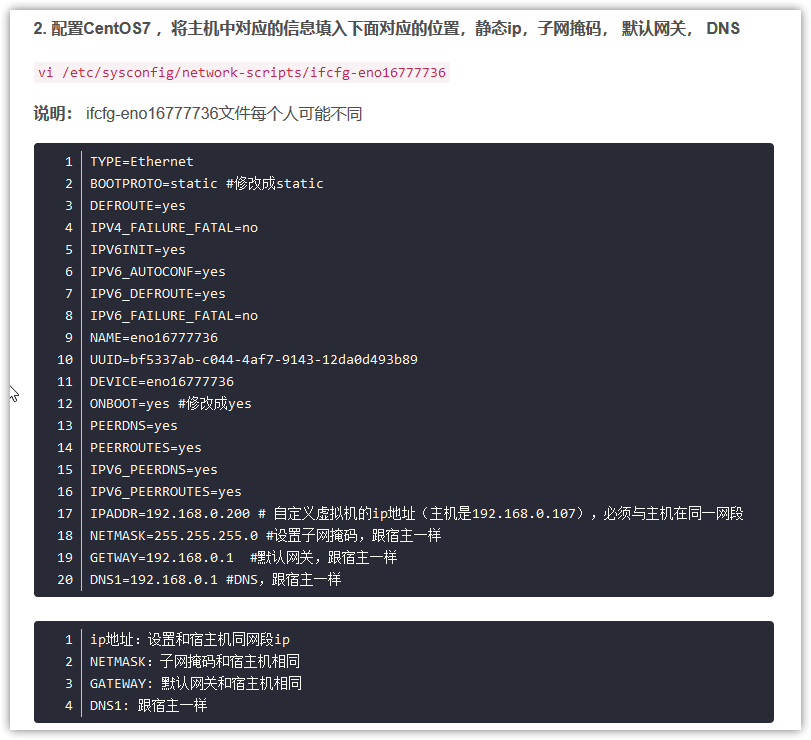 2. 配置CentOS7 ，将主机中对应的信息填入下面对应的位置，静态ip，子网掩码， 默认网关， DNS
vi /etc/sysconfig/network-scripts/ifcfg-eno16777736
说明： ifcfg-eno16777736文件每个人可能不同
1 TYPE=Ethernet
2 BOOTPROTO=static #修改成static
3 DEFROUTE=yes
4 IPV4_FAILURE_FATAL=no
5 IPV6INIT=yes
6 IPV6_AUTOCONF=yes
7 IPV6_DEFROUTE=yes
8 IPV6_FAILURE_FATAL=no
9 NAME=eno16777736
10 UUID=bf5337ab-c044-4af7-9143-12da0d493b89
11 DEVICE=eno16777736
12 ONBOOT=yes #修改成yes
13 PEERDNS=yes
14 PEERROUTES=yes
15 IPV6_PEERDNS=yes
16 IPV6_PEERROUTES=yes
17 IPADDR=192.168.0.200 # 自定义虚拟机的ip地址（主机是192.168.0.107），必须与主机在同一网段
18 NETMASK=255.255.255.0 #设置子网掩码，跟宿主一样
19 GETWAY=192.168.0.1  #默认网关，跟宿主一样
20 DNS1=192.168.0.1 #DNS，跟宿主一样
1 ip地址：设置和宿主机同网段ip
2 NETMASK：子网掩码和宿主机相同
3 GATEWAY: 默认网关和宿主机相同
4 DNS1: 跟宿主一样